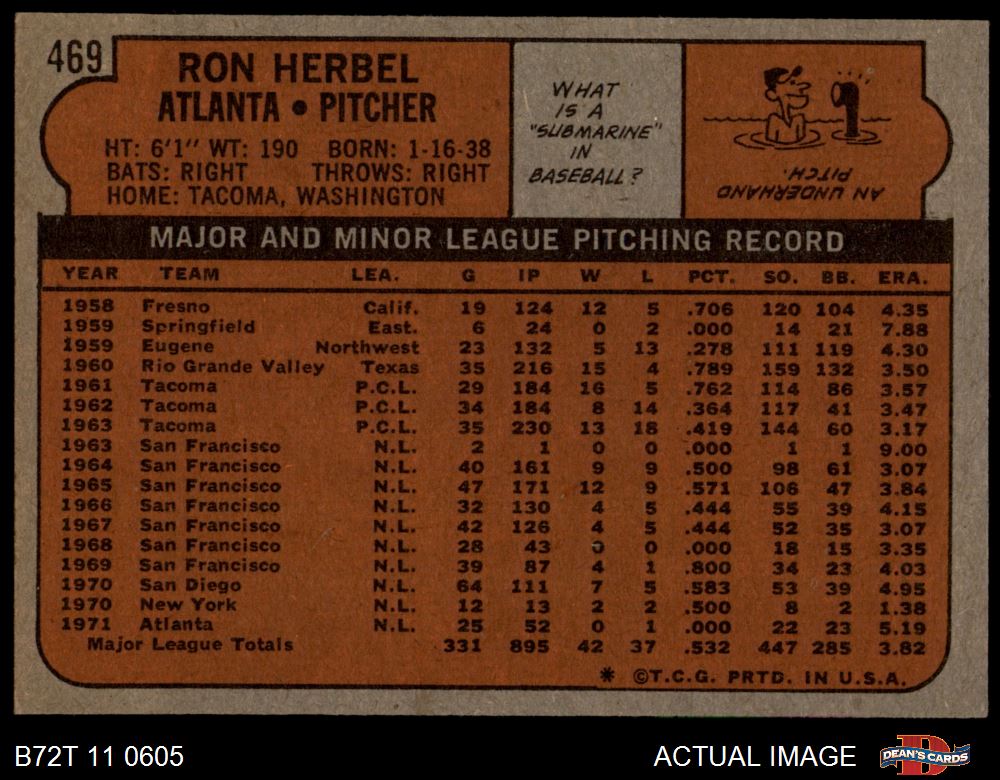 469
RON HERBEL
ATLANTA • PITCHER
HT: 6'1" WT: 190 BORN: 1-16-38
BATS: RIGHT THROWS: RIGHT
HOME: TACOMA, WASHINGTON
WHAT
IS A
"SUBMARINE"
IN
BASEBALL?
AN UNDERHAND
PITCH.
MAJOR AND MINOR LEAGUE PITCHING RECORD
YEAR TEAM LEA. G IP W L PCT. SO. BB. ERA.
1958 Fresno Calif. 19 124 12 5 .706 120 104 4.35
1959 Springfield East. 6 24 0 2 .000 14 21 7.88
1959 Eugene Northwest 23 132 5 13 .278 111 119 4.30
1960 Rio Grande Valley Texas 35 216 15 4 .789 159 132 3.50
1961 Tacoma P.C.L. 29 184 16 5 .762 114 86 3.57
1962 Tacoma P.C.L. 34 184 8 14 .364 117 41 3.47
1963 Tacoma P.C.L. 35 230 13 18 .419 144 60 3.17
1963 San Francisco N.L. 2 1 0 0 .000 1 1 9.00
1964 San Francisco N.L. 40 161 9 9 .500 98 61 3.07
1965 San Francisco N.L. 47 171 12 9 .571 106 47 3.84
1966 San Francisco N.L. 32 130 4 5 .444 55 39 4.15
1967 San Francisco N.L. 42 126 4 5 .444 52 35 3.07
1968 San Francisco N.L. 28 43 0 0 .000 18 15 3.35
1969 San Francisco N.L. 39 87 4 1 .800 34 23 4.03
1970 San Diego N.L. 64 111 7 5 .583 53 39 4.95
1970 New York N.L. 12 13 2 2 .500 8 2 1.38
1971 Atlanta N.L. 25 52 0 1 .000 22 23 5.19
Major League Totals 331 895 42 37 .532 447 285 3.82
* ©T.C.G. PRTD. IN U.S.A.
B72T 11 0605
ACTUAL IMAGE
DEAN'S CARDS